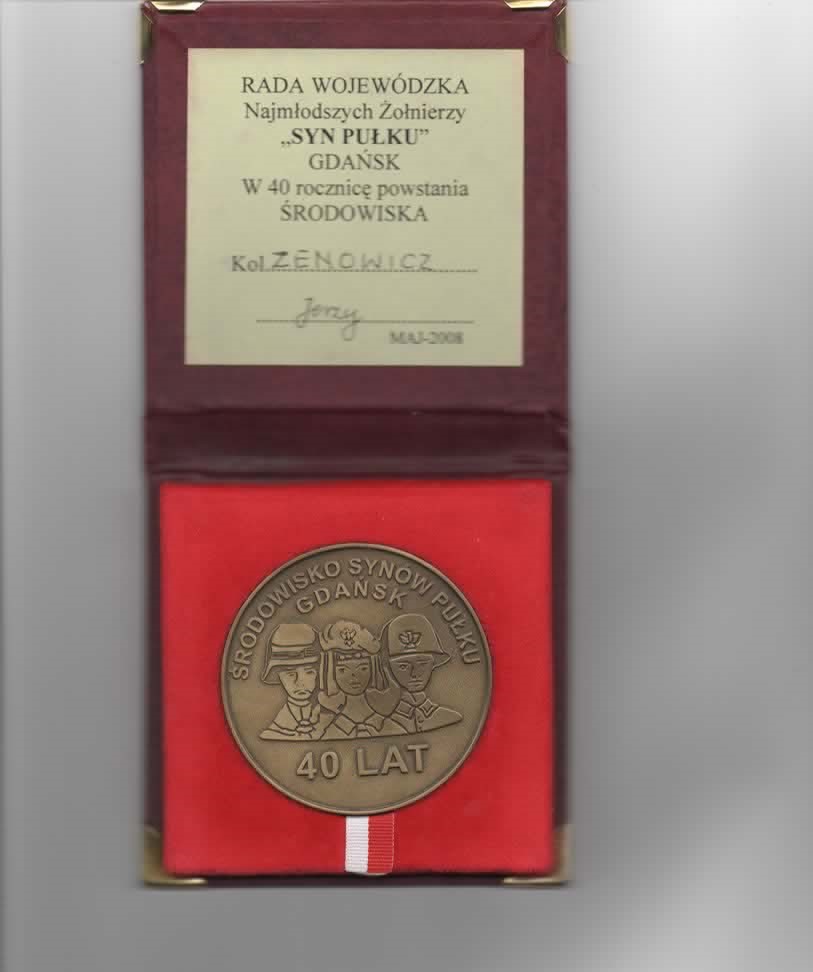 RADA WOJEWÓDZKA
Najmłodszych Żołnierzy
„SYN PUŁKU”
GDAŃSK
W 40 rocznicę powstania
ŚRODOWISKA
Kol. ZENOWICZ
Jerzy
MAJ-2008
ŚRODOWISKO SYNÓW PUŁKU
GDAŃSK
40 LAT